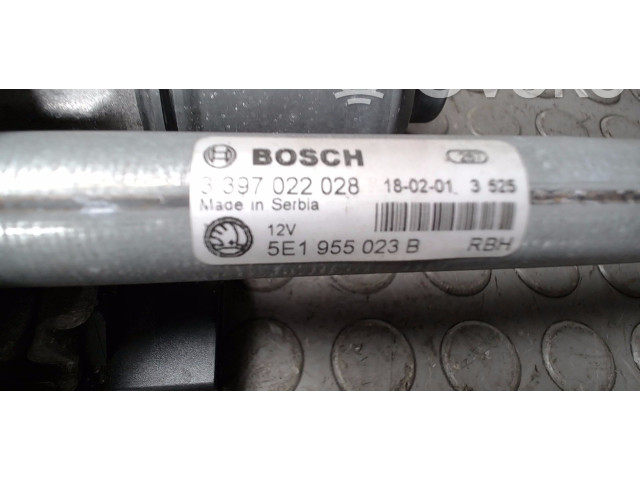 BOSCH
3 397 022 028 18-02-01. 3 525
Made in Serbia
12V
5E1 955 023 B RBH